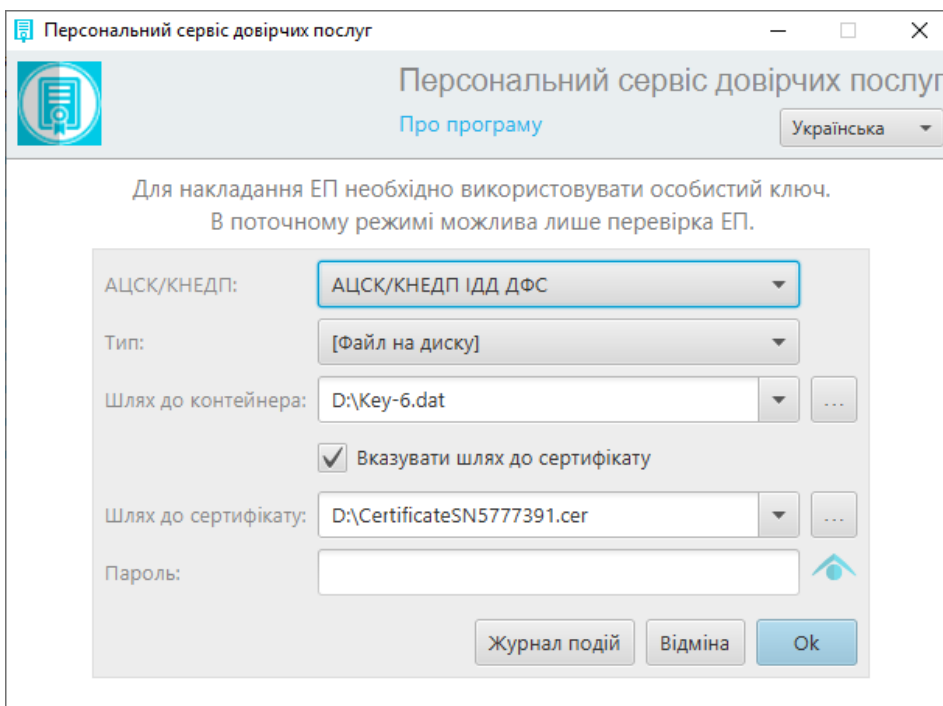 Персональний сервіс довірчих послуг
Персональний сервіс довірчих послуг
Про програму
Українська
Для накладання ЕП необхідно використовувати особистий ключ.
В поточному режимі можлива лише перевірка ЕП.
АЦСК/КНЕДП: АЦСК/КНЕДП ІДД ДФС
Тип: [Файл на диску]
Шлях до контейнера: D:\Key-6.dat ...
Вказувати шлях до сертифікату
Шлях до сертифікату: D:\CertificateSN5777391.cer ...
Пароль:
Журнал подій Відміна Ok